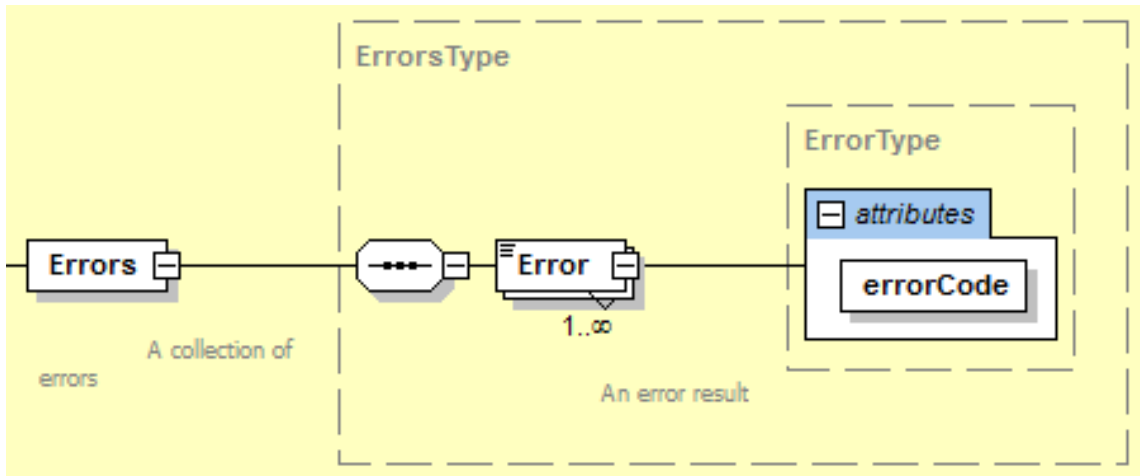 ErrorsType
ErrorType
attributes
Errors
Error
errorCode
1..∞
A collection of
errors
An error result